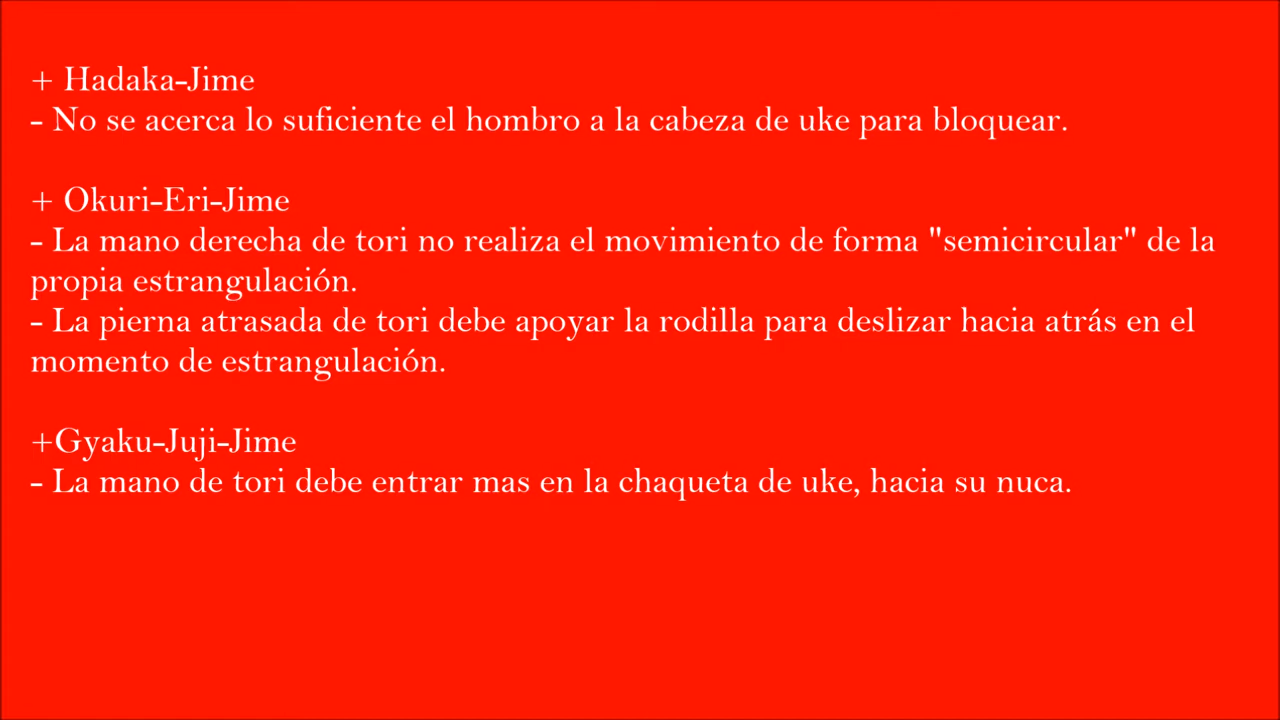 + Hadaka-Jime
- No se acerca lo suficiente el hombro a la cabeza de uke para bloquear.
+ Okuri-Eri-Jime
- La mano derecha de tori no realiza el movimiento de forma "semicircular" de la
propia estrangulación.
- La pierna atrasada de tori debe apoyar la rodilla para deslizar hacia atrás en el
momento de estrangulación.
+Gyaku-Juji-Jime
- La mano de tori debe entrar mas en la chaqueta de uke, hacia su nuca.